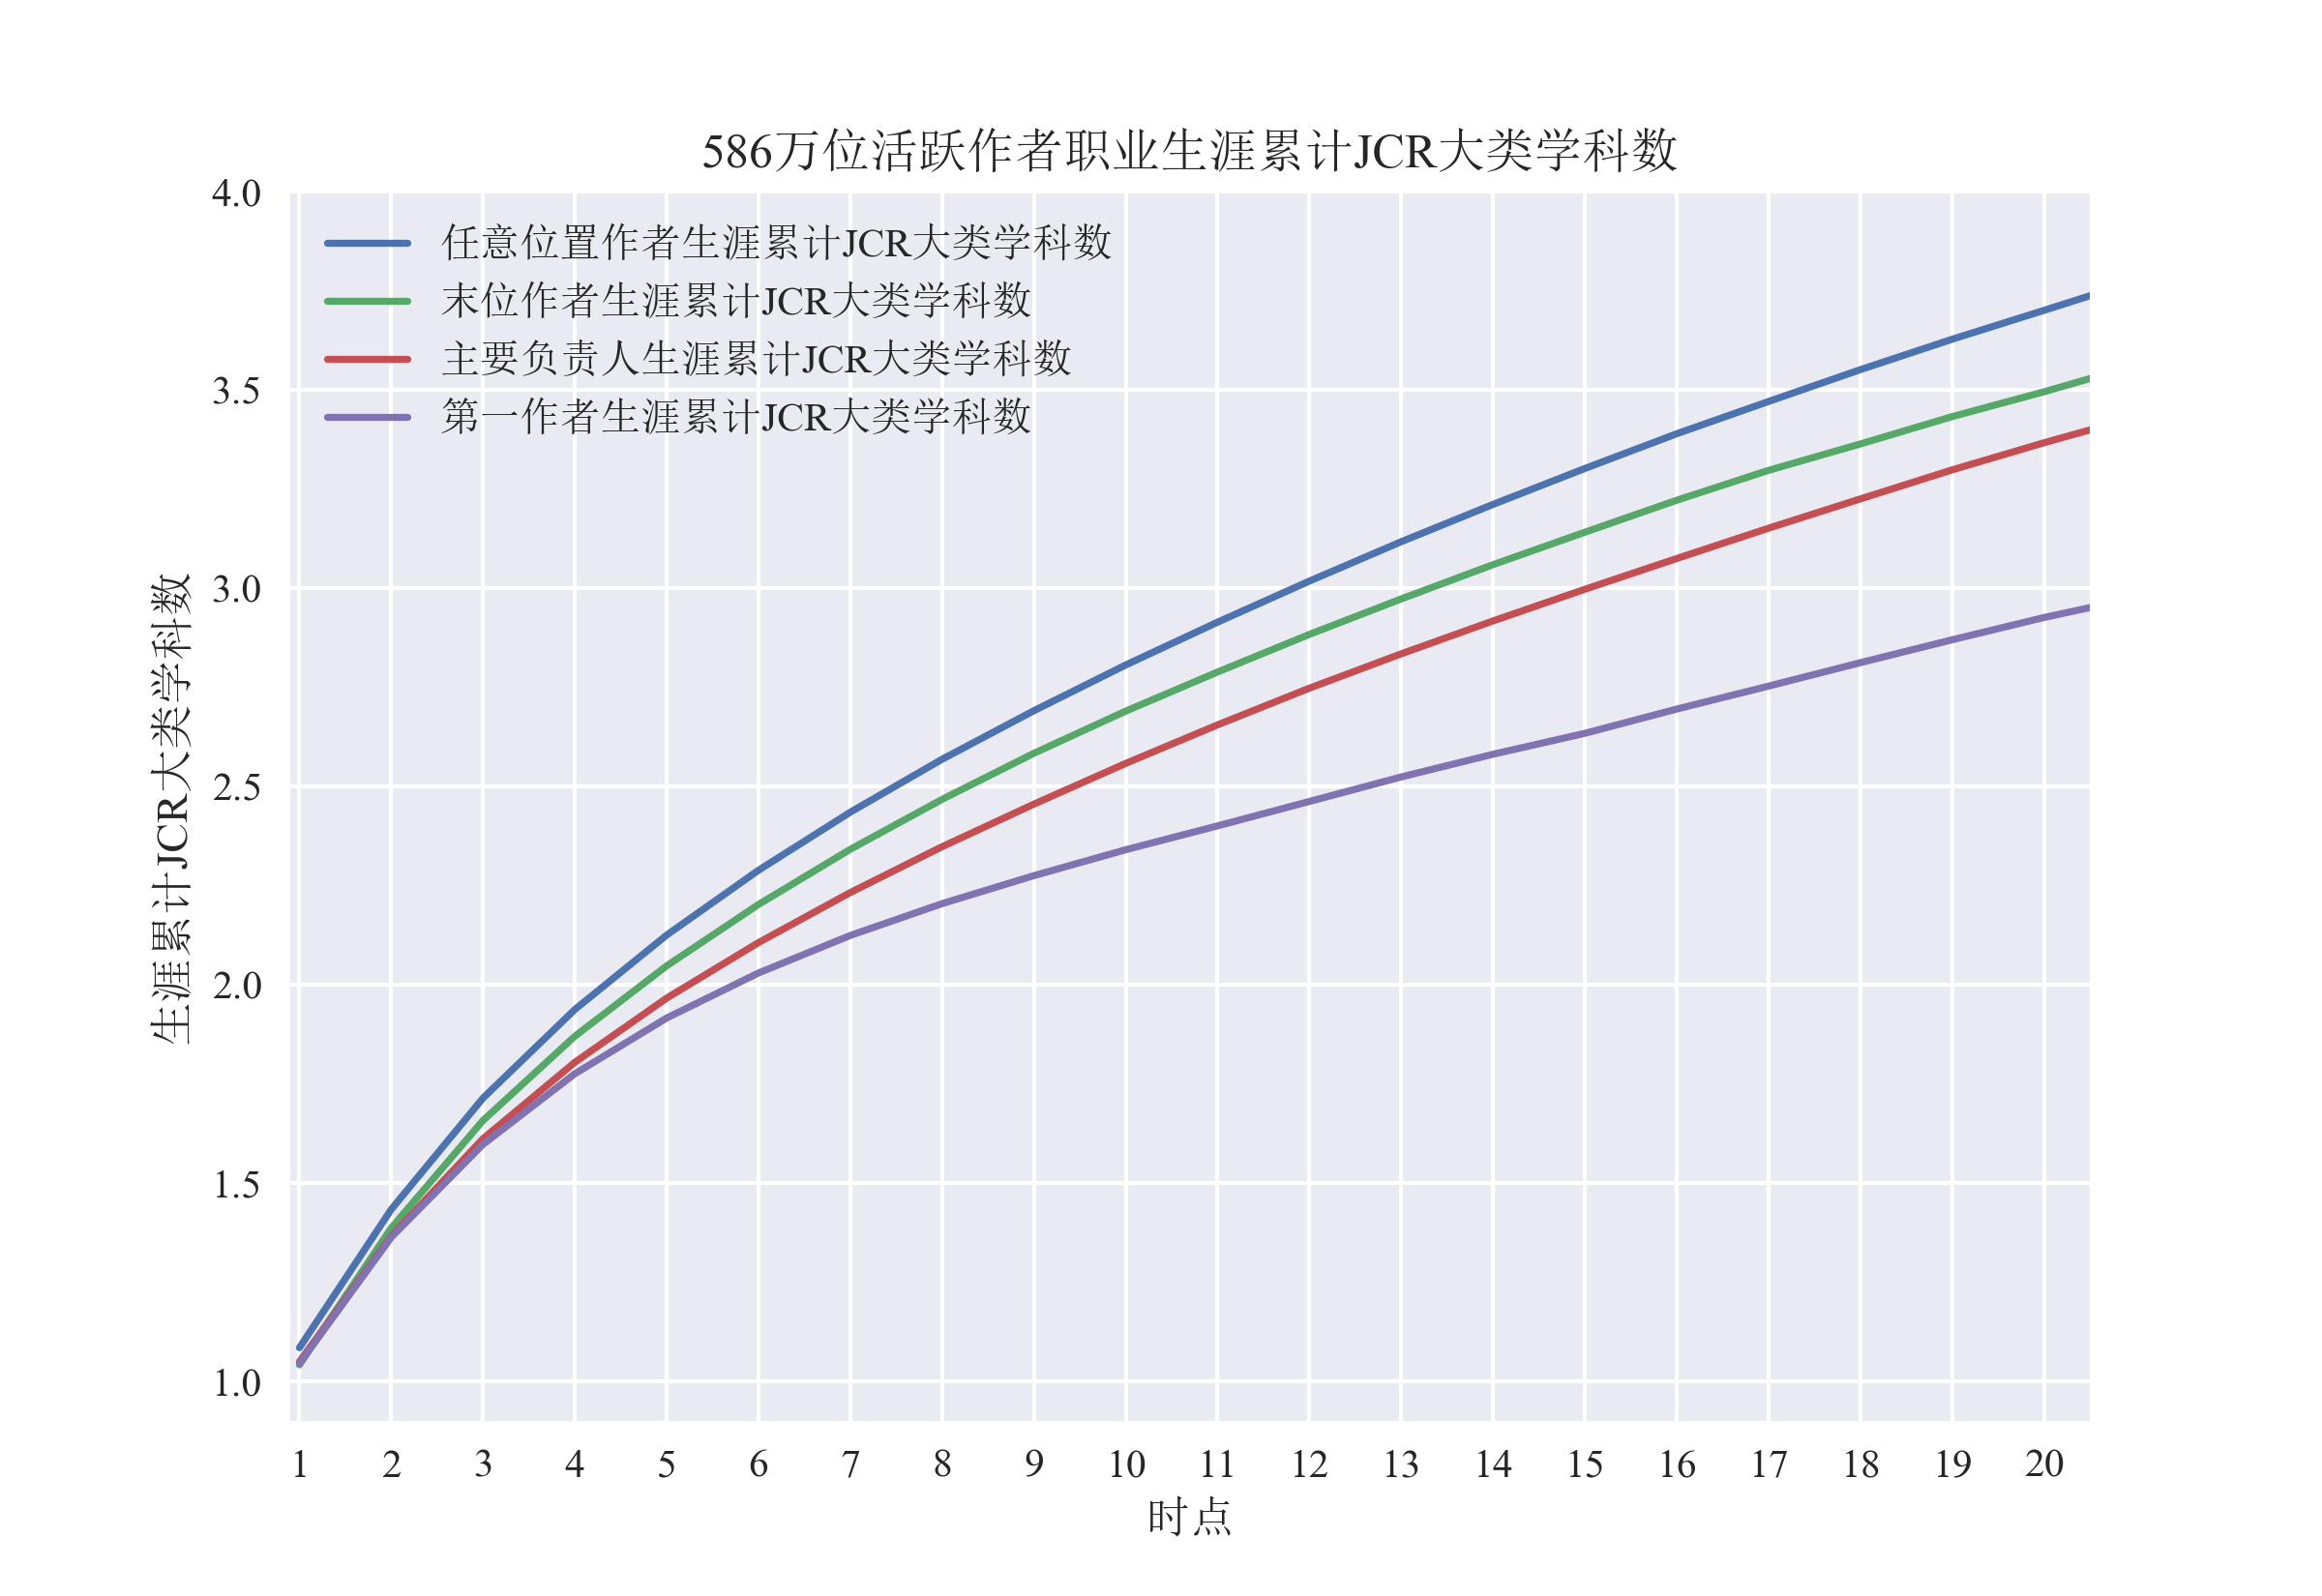 586万位活跃作者职业生涯累计JCR大类学科数
任意位置作者生涯累计JCR大类学科数
末位作者生涯累计JCR大类学科数
主要负责人生涯累计JCR大类学科数
第一作者生涯累计JCR大类学科数
生涯累计JCR大类学科数
4.0
3.5
3.0
2.5
2.0
1.5
1.0
1 2 3 4 5 6 7 8 9 10 11 12 13 14 15 16 17 18 19 20
时点